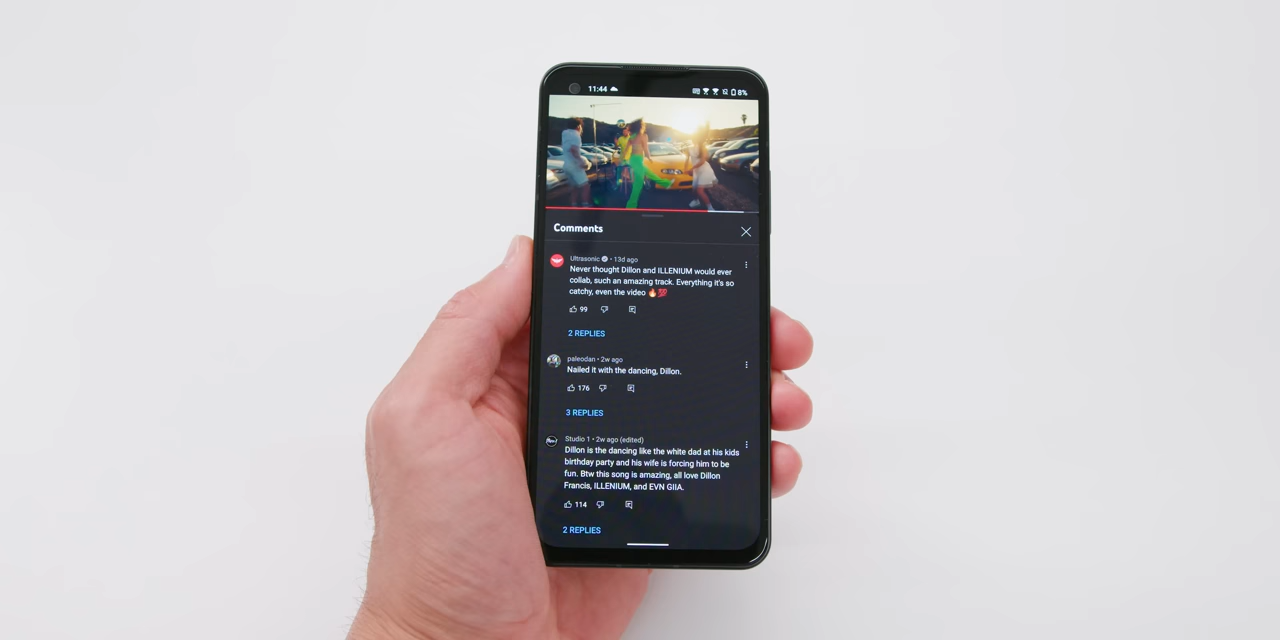 11:44 8%
Comments
Ultrasonic • 13d ago
Never thought Dillon and ILLENIUM would ever
collab, such an amazing track. Everything it's so
catchy, even the video 🔥💯
99
2 REPLIES
paleodan • 2w ago
Nailed it with the dancing, Dillon.
176
3 REPLIES
Studio 1 • 2w ago (edited)
Dillon is the dancing like the white dad at his kids
birthday party and his wife is forcing him to be
fun. Btw this song is amazing, all love Dillon
Francis, ILLENIUM, and EVN GIIA.
114
2 REPLIES